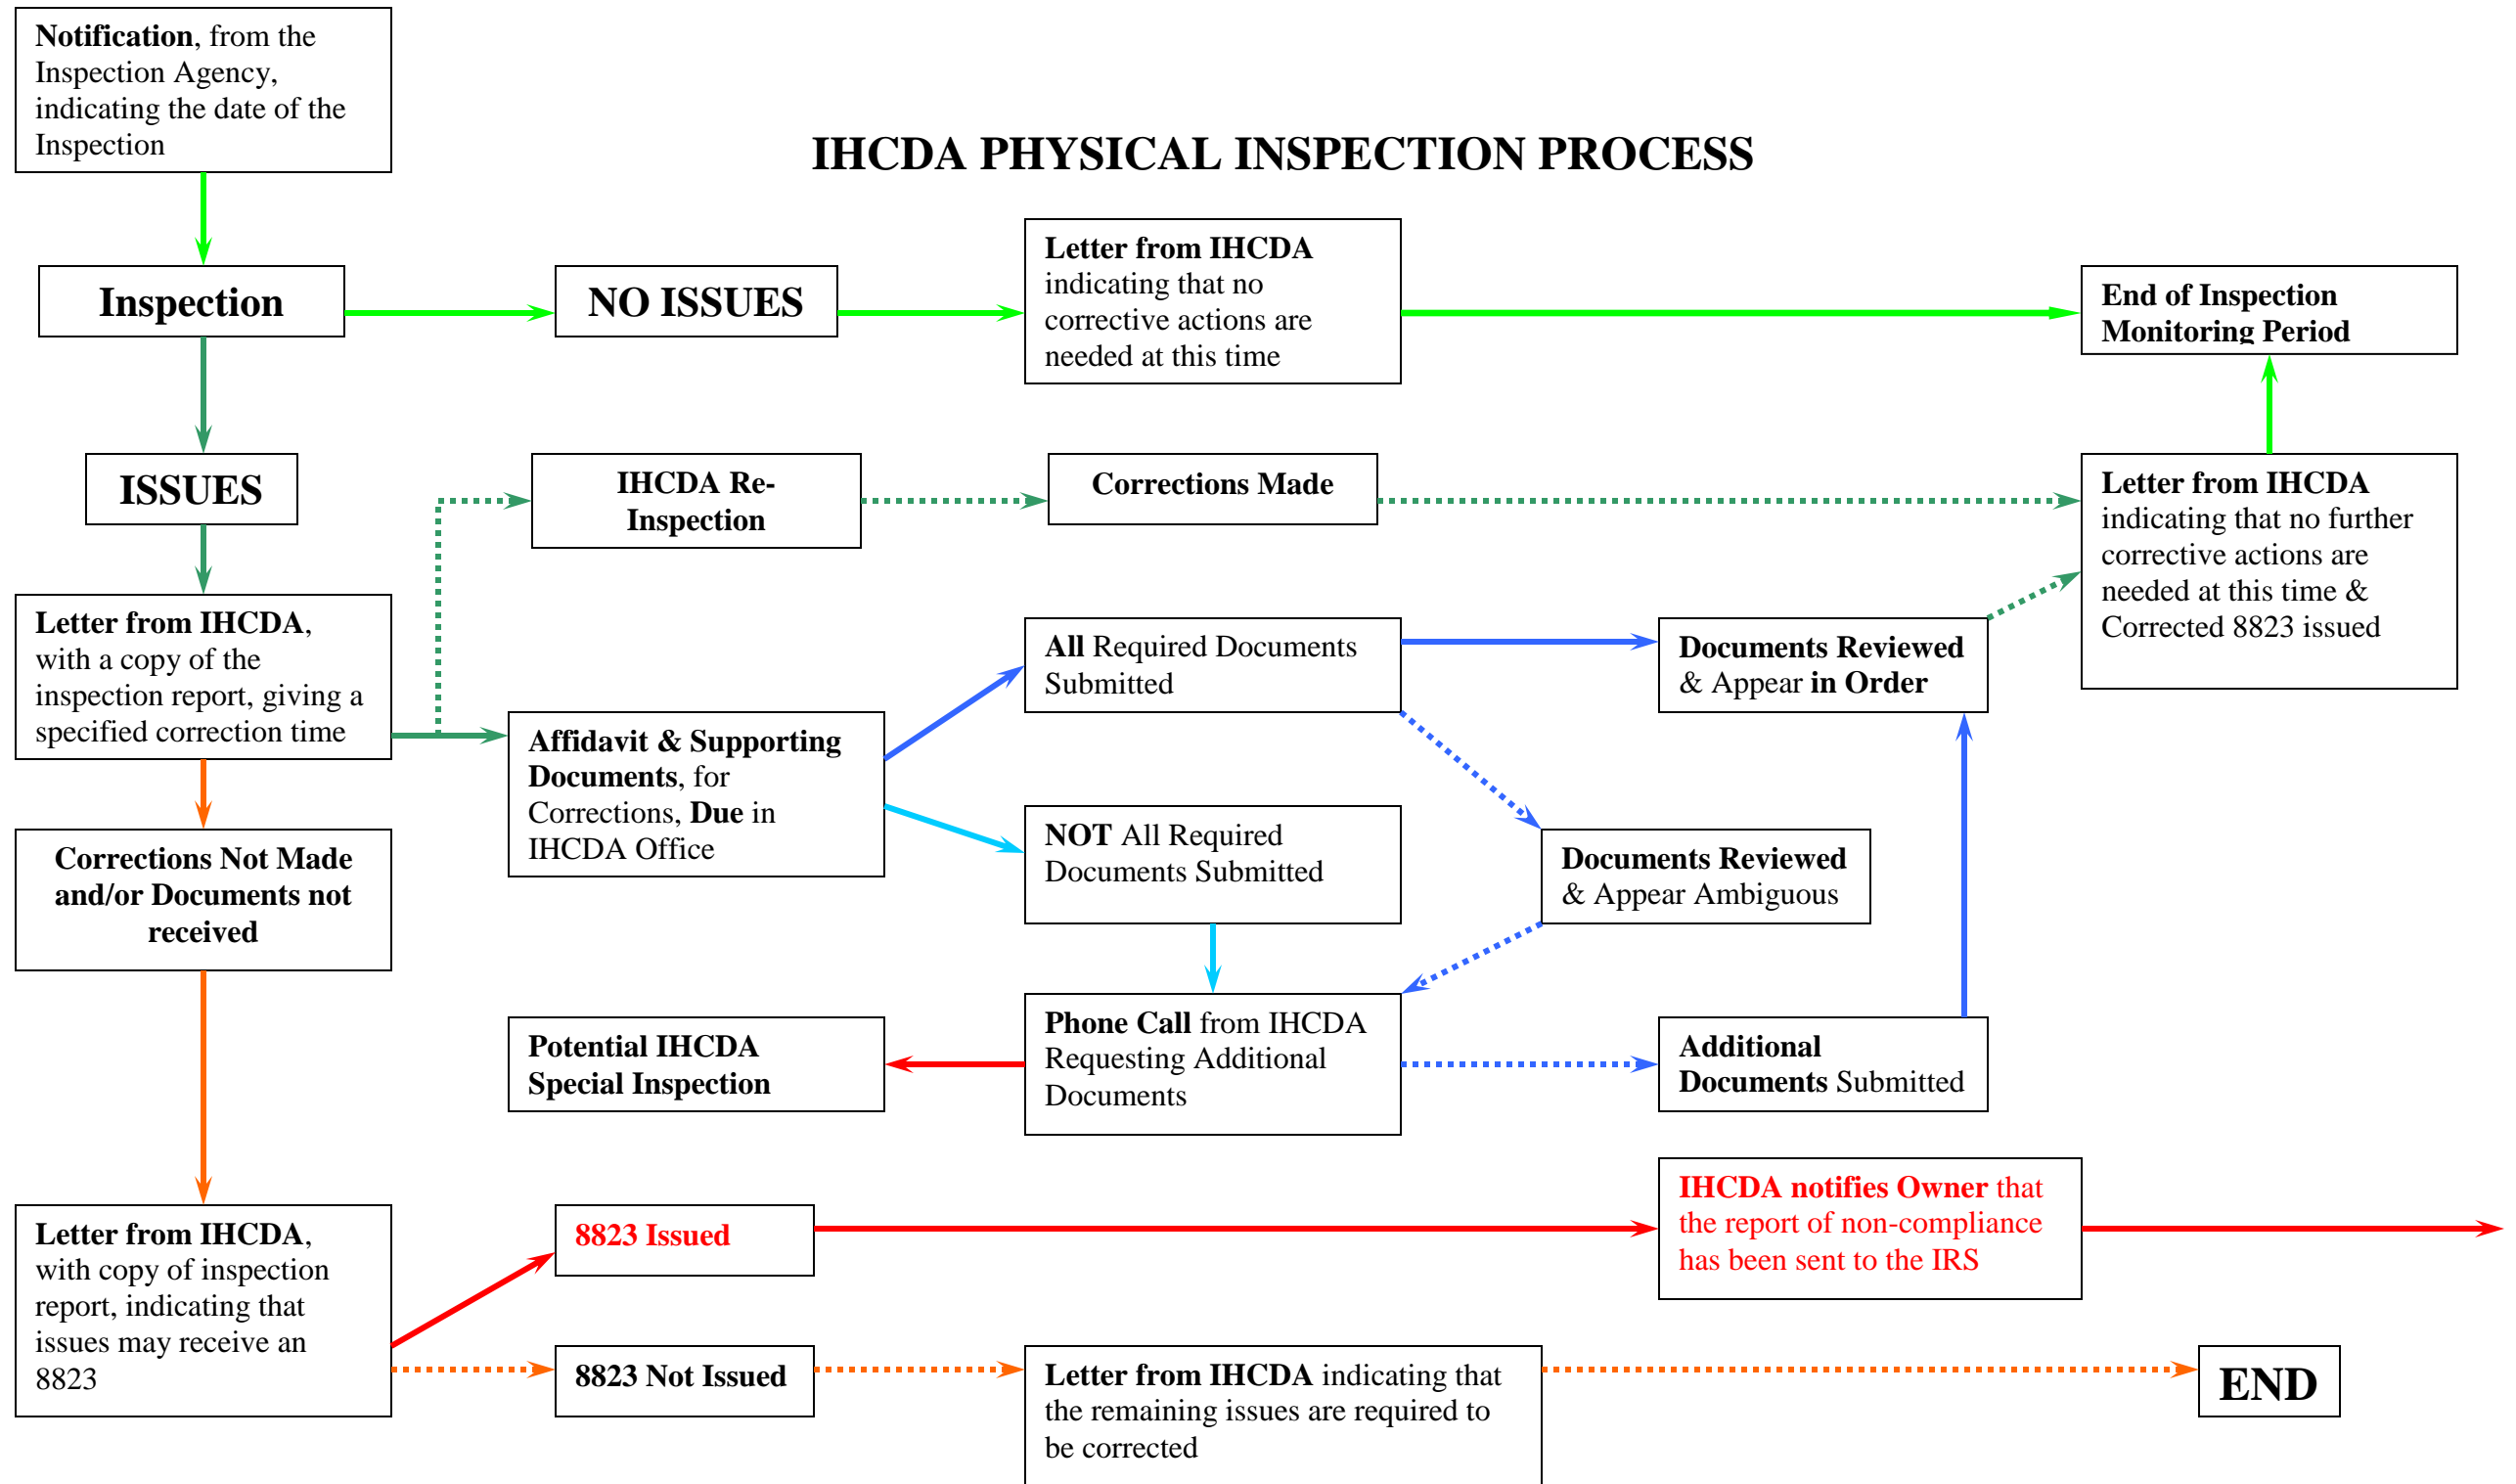 Notification, from the
Inspection Agency,
indicating the date of the
Inspection
IHCDA PHYSICAL INSPECTION PROCESS
Inspection
NO ISSUES
Letter from IHCDA
indicating that no
corrective actions are
needed at this time
End of Inspection
Monitoring Period
ISSUES
IHCDA Re-
Inspection
Corrections Made
Letter from IHCDA
indicating that no further
corrective actions are
needed at this time &
Corrected 8823 issued
Letter from IHCDA,
with a copy of the
inspection report, giving a
specified correction time
Affidavit & Supporting
Documents, for
Corrections, Due in
IHCDA Office
All Required Documents
Submitted
Documents Reviewed
& Appear in Order
NOT All Required
Documents Submitted
Documents Reviewed
& Appear Ambiguous
Corrections Not Made
and/or Documents not
received
Potential IHCDA
Special Inspection
Phone Call from IHCDA
Requesting Additional
Documents
Additional
Documents Submitted
Letter from IHCDA,
with copy of inspection
report, indicating that
issues may receive an
8823
8823 Issued
IHCDA notifies Owner that
the report of non-compliance
has been sent to the IRS
8823 Not Issued
Letter from IHCDA indicating that
the remaining issues are required to
be corrected
END